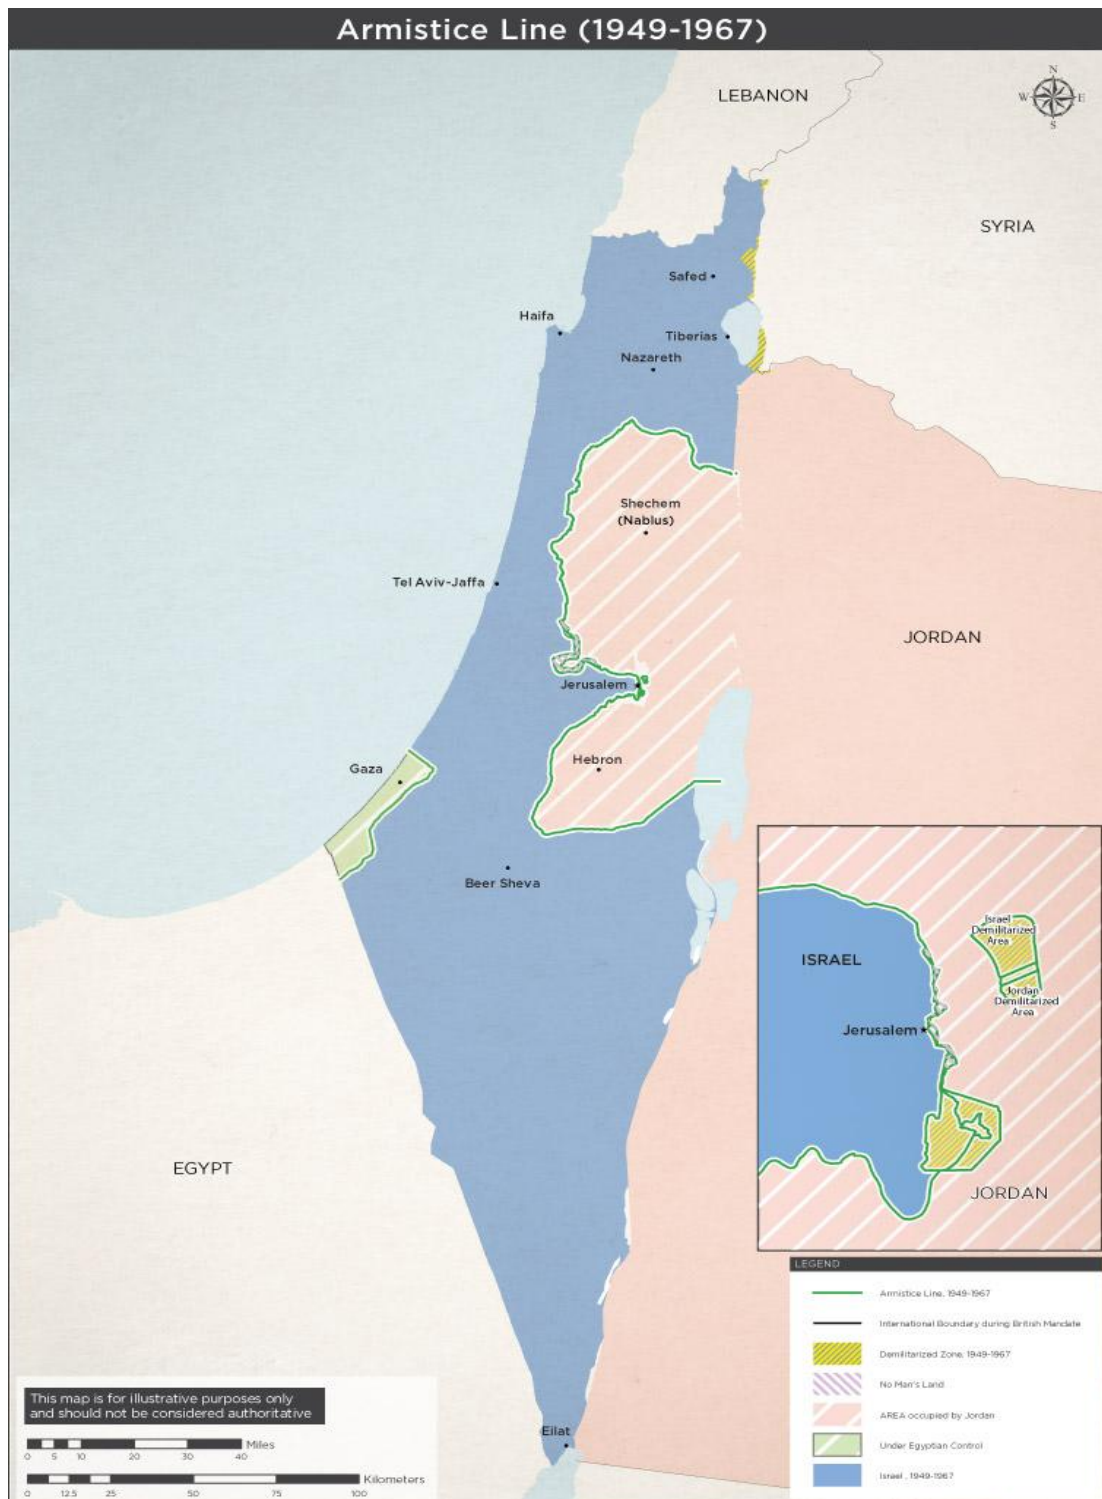 Armistice Line (1949-1967)
LEBANON
N
W E
S
SYRIA
Safed
Haifa
Tiberias
Nazareth
Shechem
(Nablus)
Tel Aviv-Jaffa
JORDAN
Jerusalem
Hebron
Gaza
Beer Sheva
Israel
Demilitarized
Area
ISRAEL
Jordan
Demilitarized
Area
Jerusalem
JORDAN
EGYPT
Eilat
LEGEND
Armistice Line, 1949-1967
International Boundary during British Mandate
Demilitarized Zone, 1949-1967
No Man's Land
AREA occupied by Jordan
Under Egyptian Control
Israel , 1949-1967
This map is for illustrative purposes only
and should not be considered authoritative
Miles
0 5 10 20 30 40
Kilometers
0 12.5 25 50 75 100